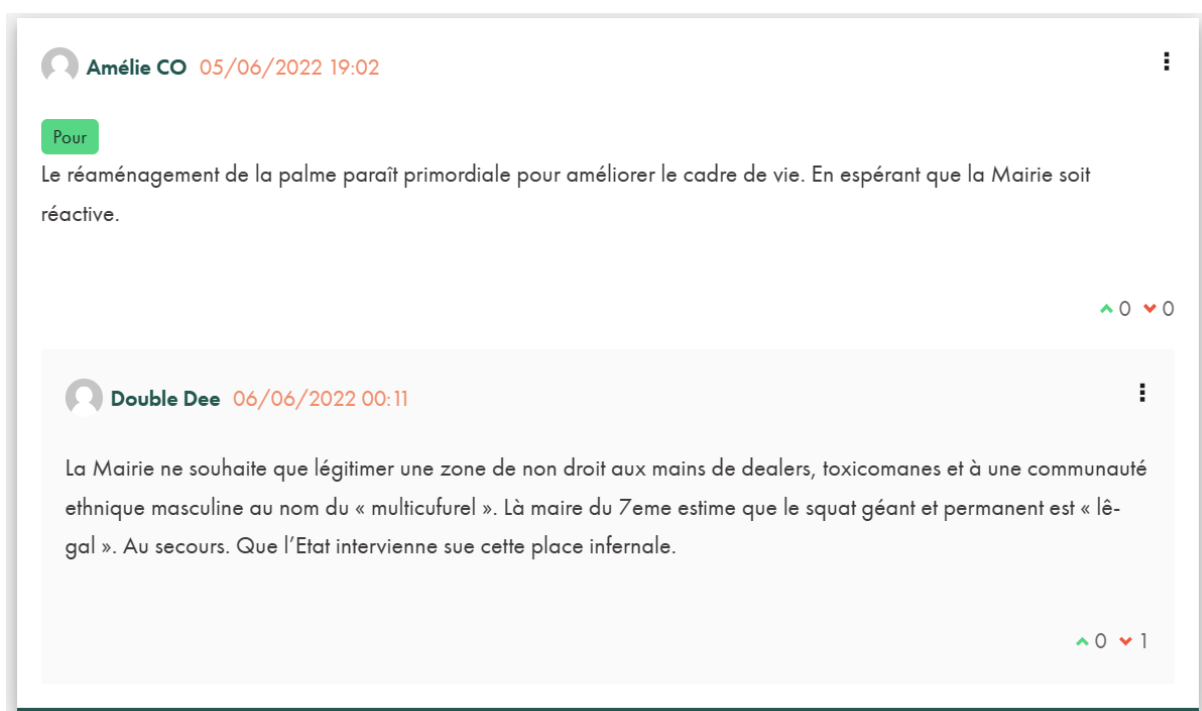 Amélie CO 05/06/2022 19:02
Pour
Le réaménagement de la palme paraît primordiale pour améliorer le cadre de vie. En espérant que la Mairie soit
réactive.
0 0
Double Dee 06/06/2022 00:11
La Mairie ne souhaite que légitimer une zone de non droit aux mains de dealers, toxicomanes et à une communauté
ethnique masculine au nom du « multicufurel ». Là maire du 7eme estime que le squat géant et permanent est « lê-
gal ». Au secours. Que l’Etat intervienne sue cette place infernale.
0 1